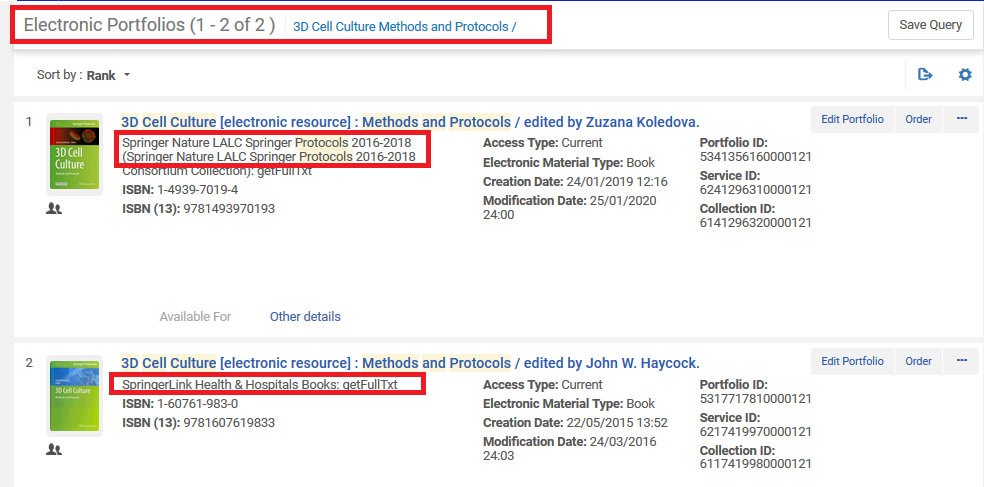 Electronic Portfolios (1 - 2 of 2 ) 3D Cell Culture Methods and Protocols /
Save Query
Sort by : Rank
1
3D Cell Culture [electronic resource] : Methods and Protocols / edited by Zuzana Koledova.
Edit Portfolio Order ...
Springer Nature LALC Springer Protocols 2016-2018
(Springer Nature LALC Springer Protocols 2016-2018
Consortium Collection): getFullTxt
ISBN: 1-4939-7019-4
ISBN (13): 9781493970193
Access Type: Current
Electronic Material Type: Book
Creation Date: 24/01/2019 12:16
Modification Date: 25/01/2020
24:00
Portfolio ID:
5341356160000121
Service ID:
6241296310000121
Collection ID:
6141296320000121
3D Cell
Culture
Available For Other details
2
3D Cell Culture [electronic resource] : Methods and Protocols / edited by John W. Haycock.
Edit Portfolio Order ...
SpringerLink Health & Hospitals Books: getFullTxt
ISBN: 1-60761-983-0
ISBN (13): 9781607619833
Access Type: Current
Electronic Material Type: Book
Creation Date: 22/05/2015 13:52
Modification Date: 24/03/2016
24:03
Portfolio ID:
5317717810000121
Service ID:
6217419970000121
Collection ID:
6117419980000121
3D Cell Culture